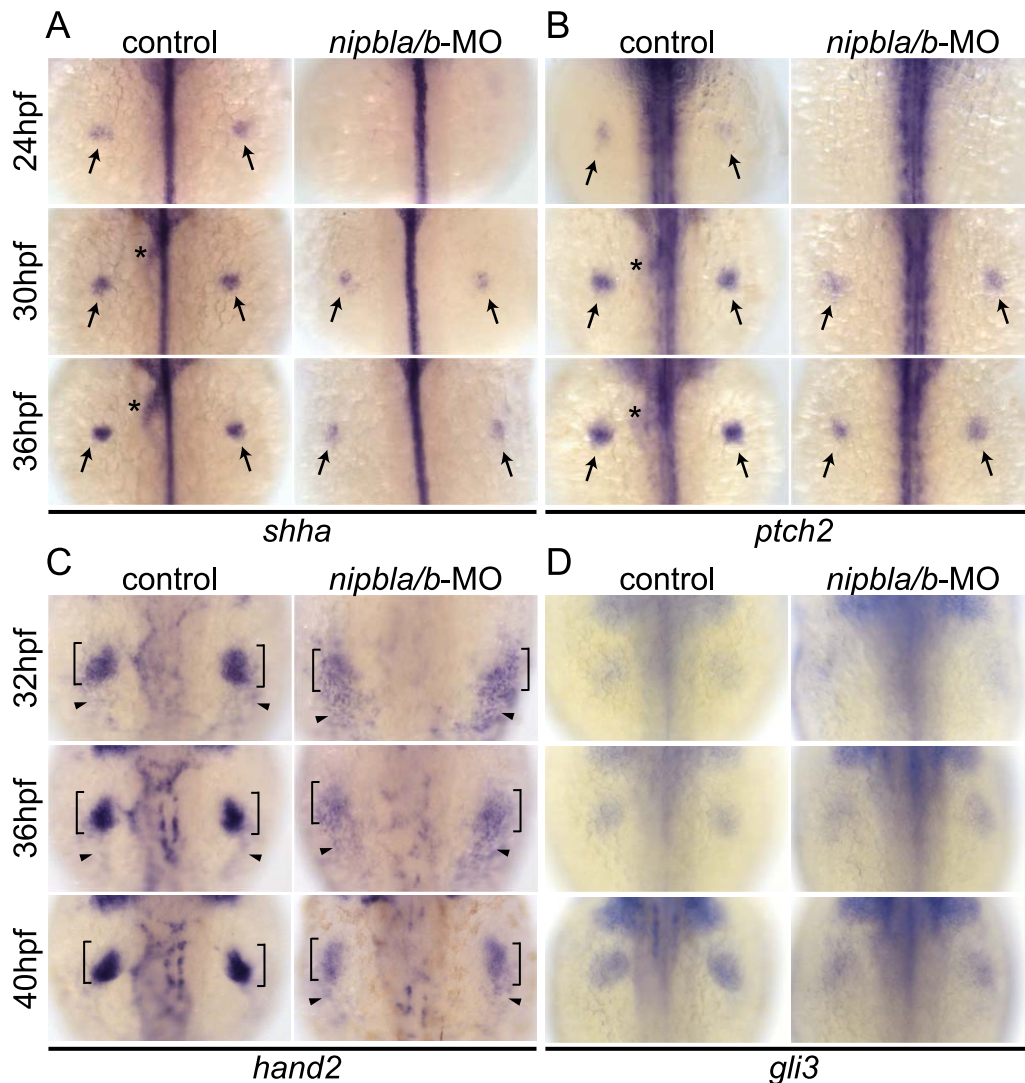 A
control nipbla/b-MO
24hpf
*
30hpf
*
36hpf
shha
B
control nipbla/b-MO
*
*
ptch2
C
control nipbla/b-MO
32hpf
36hpf
40hpf
hand2
D
control nipbla/b-MO
gli3